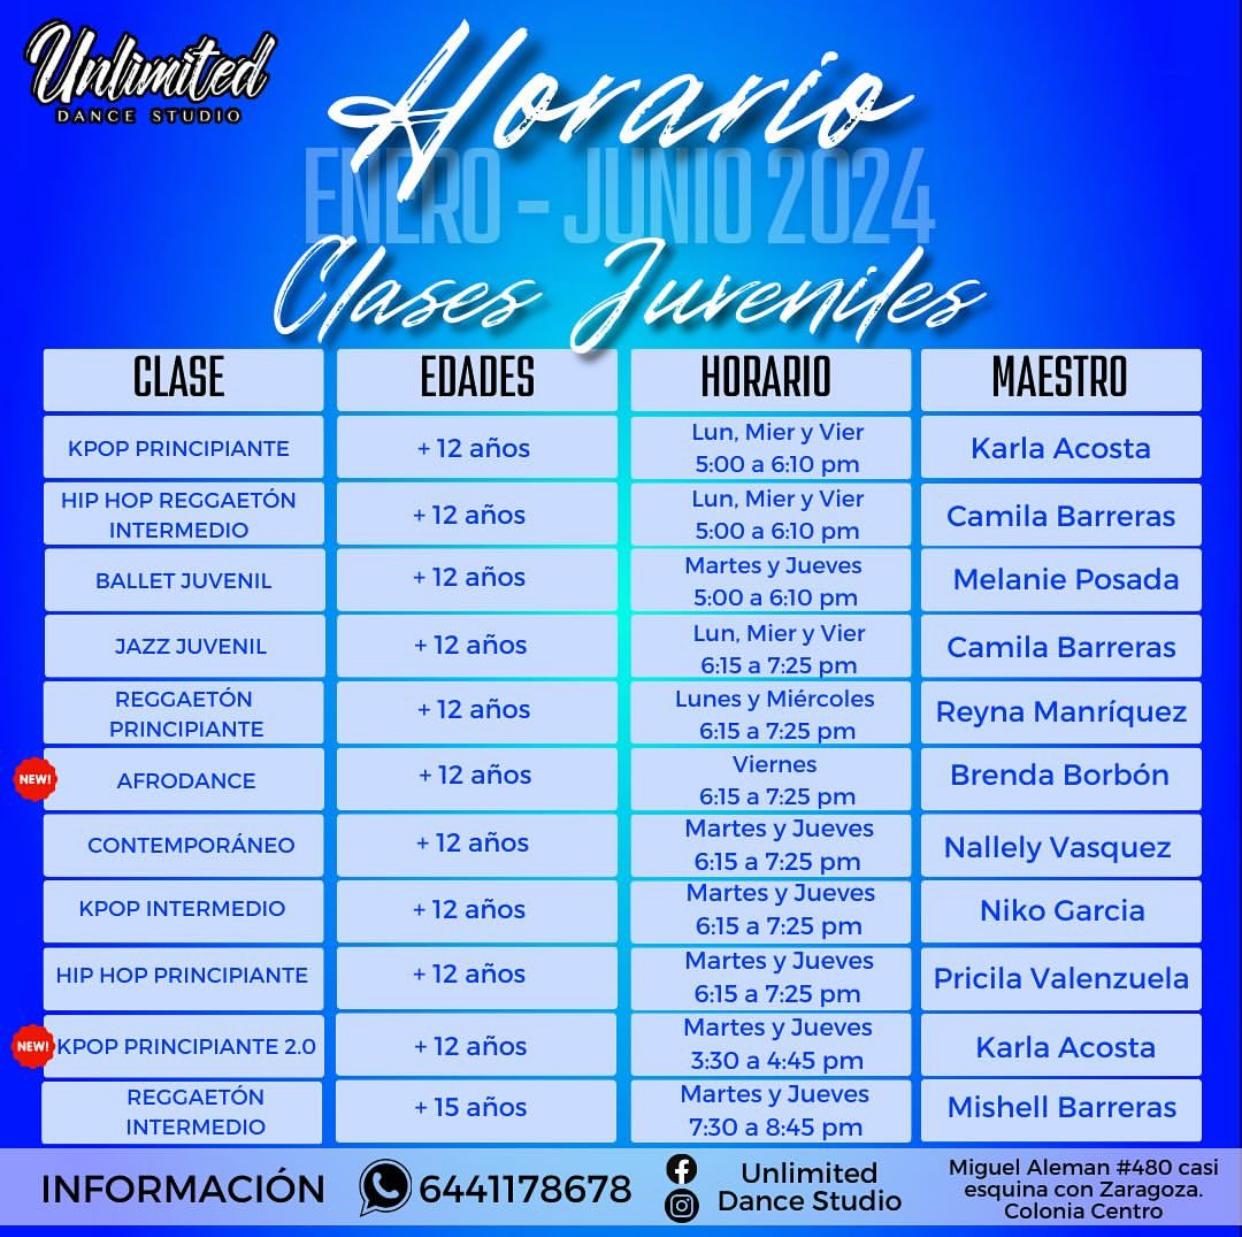 Unlimited
DANCE STUDIO
Horario
ENERO - JUNIO 2024
Clases Juveniles
CLASE EDADES HORARIO MAESTRO
KPOP PRINCIPIANTE + 12 años Lun, Mier y Vier 5:00 a 6:10 pm Karla Acosta
HIP HOP REGGAETÓN INTERMEDIO + 12 años Lun, Mier y Vier 5:00 a 6:10 pm Camila Barreras
BALLET JUVENIL + 12 años Martes y Jueves 5:00 a 6:10 pm Melanie Posada
JAZZ JUVENIL + 12 años Lun, Mier y Vier 6:15 a 7:25 pm Camila Barreras
REGGAETÓN PRINCIPIANTE + 12 años Lunes y Miércoles 6:15 a 7:25 pm Reyna Manríquez
NEW! AFRODANCE + 12 años Viernes 6:15 a 7:25 pm Brenda Borbón
CONTEMPORÁNEO + 12 años Martes y Jueves 6:15 a 7:25 pm Nallely Vasquez
KPOP INTERMEDIO + 12 años Martes y Jueves 6:15 a 7:25 pm Niko Garcia
HIP HOP PRINCIPIANTE + 12 años Martes y Jueves 6:15 a 7:25 pm Pricila Valenzuela
NEW! KPOP PRINCIPIANTE 2.0 + 12 años Martes y Jueves 3:30 a 4:45 pm Karla Acosta
REGGAETÓN INTERMEDIO + 15 años Martes y Jueves 7:30 a 8:45 pm Mishell Barreras
INFORMACIÓN 6441178678
Unlimited
Dance Studio
Miguel Aleman #480 casi
esquina con Zaragoza.
Colonia Centro